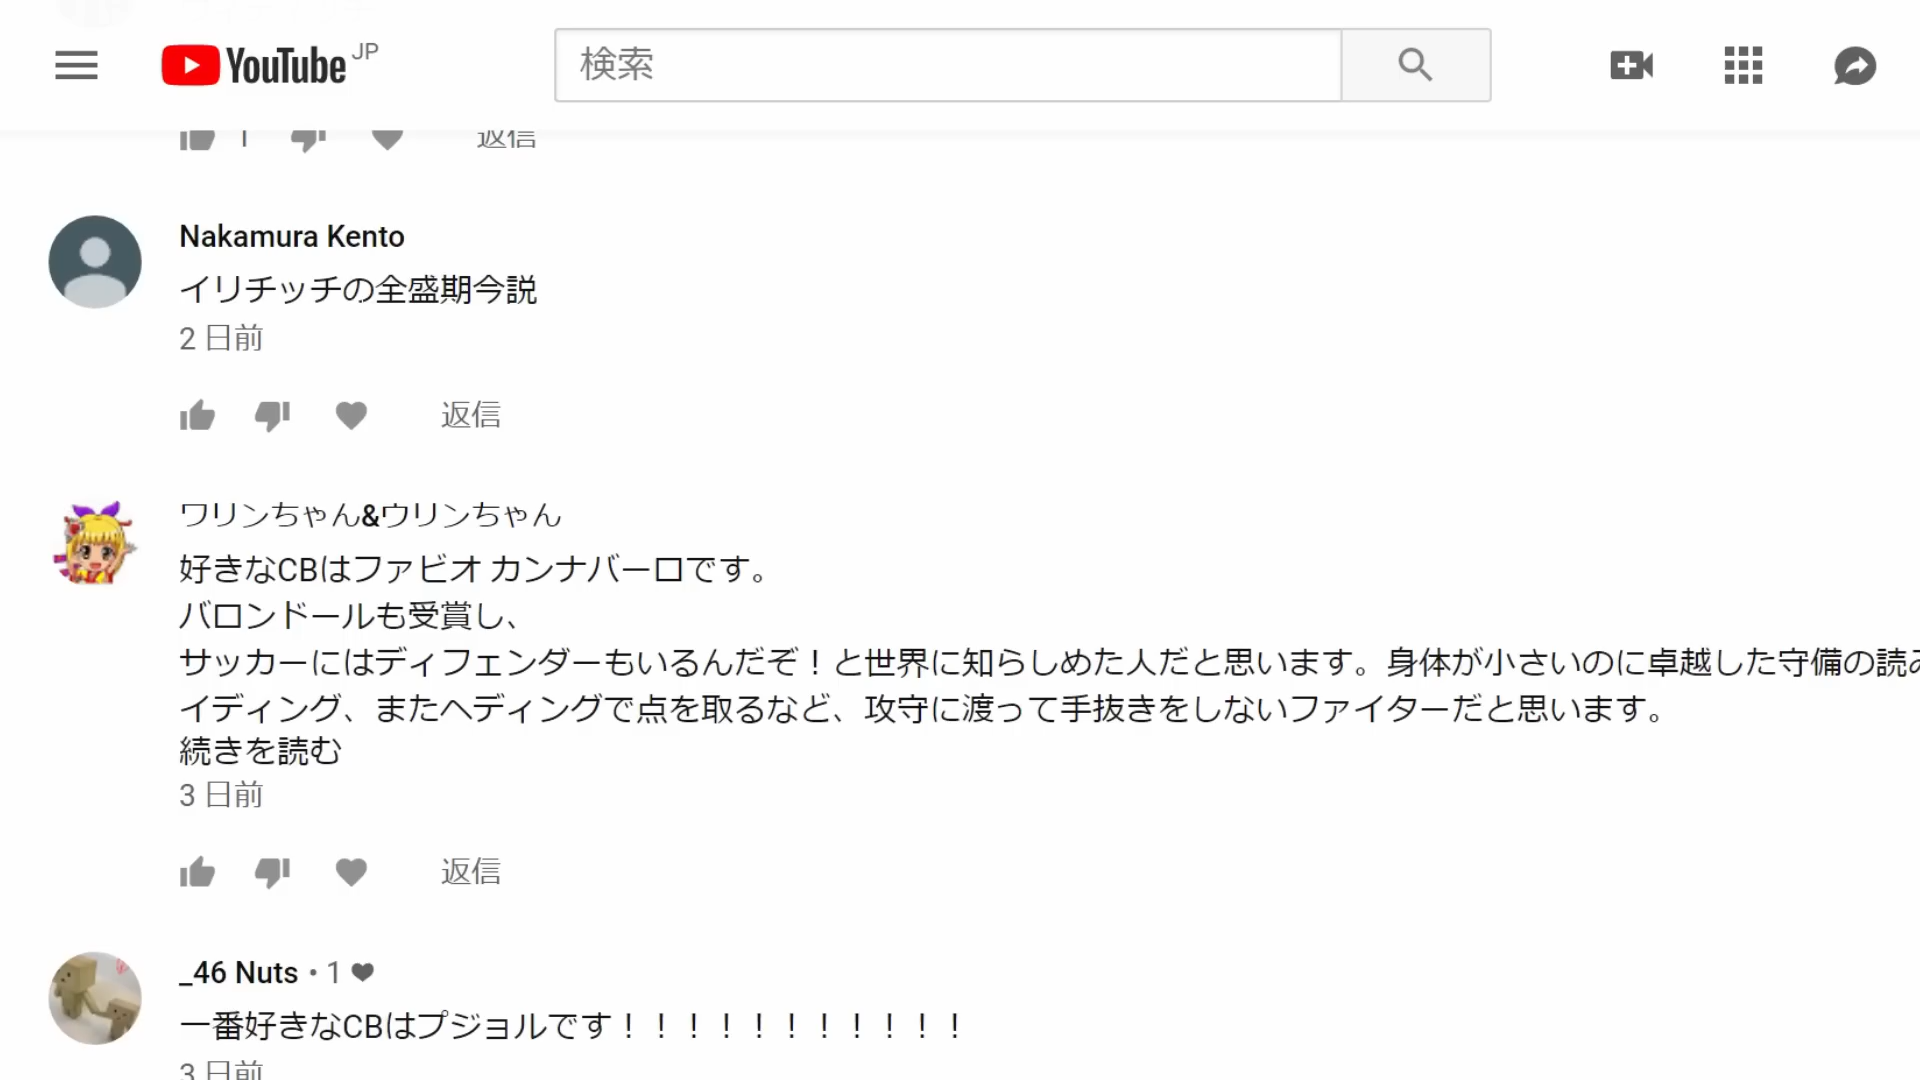 YouTube JP
検索
1 返信
Nakamura Kento
イリチッチの全盛期今説
2 日前
返信
ワリンちゃん&ウリンちゃん
好きなCBはファビオ カンナバーロです。
バロンドールも受賞し、
サッカーにはディフェンダーもいるんだぞ！と世界に知らしめた人だと思います。身体が小さいのに卓越した守備の読み
イディング、またヘディングで点を取るなど、攻守に渡って手抜きをしないファイターだと思います。
続きを読む
3 日前
返信
_46 Nuts • 1
一番好きなCBはプジョルです！！！！！！！！！！！
3 日前